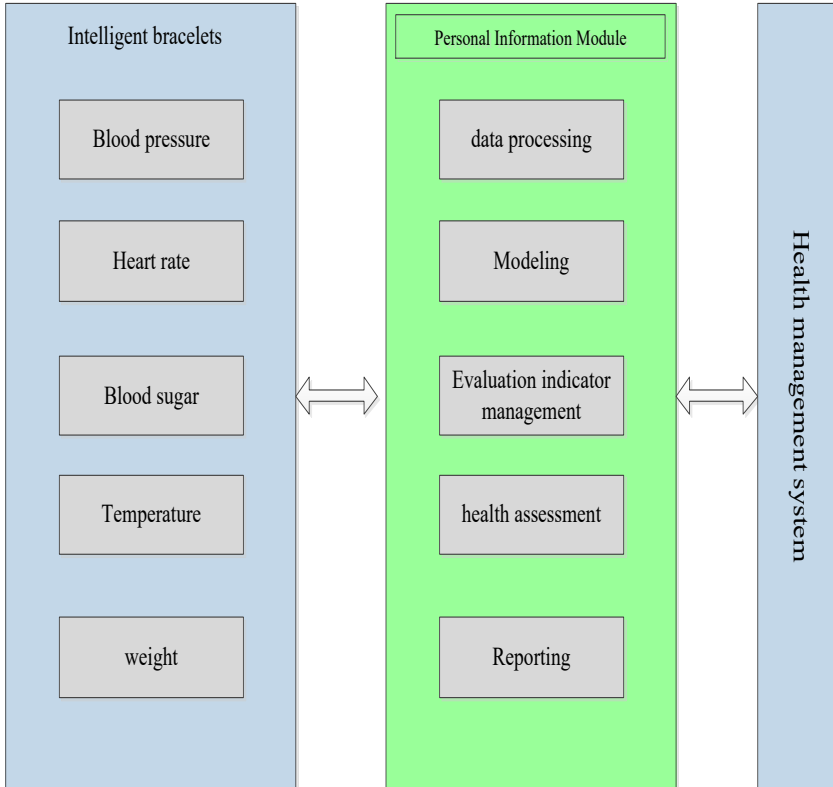 Intelligent bracelets
Blood pressure
Heart rate
Blood sugar
Temperature
weight
Personal Information Module
data processing
Modeling
Evaluation indicator
management
health assessment
Reporting
Health management system